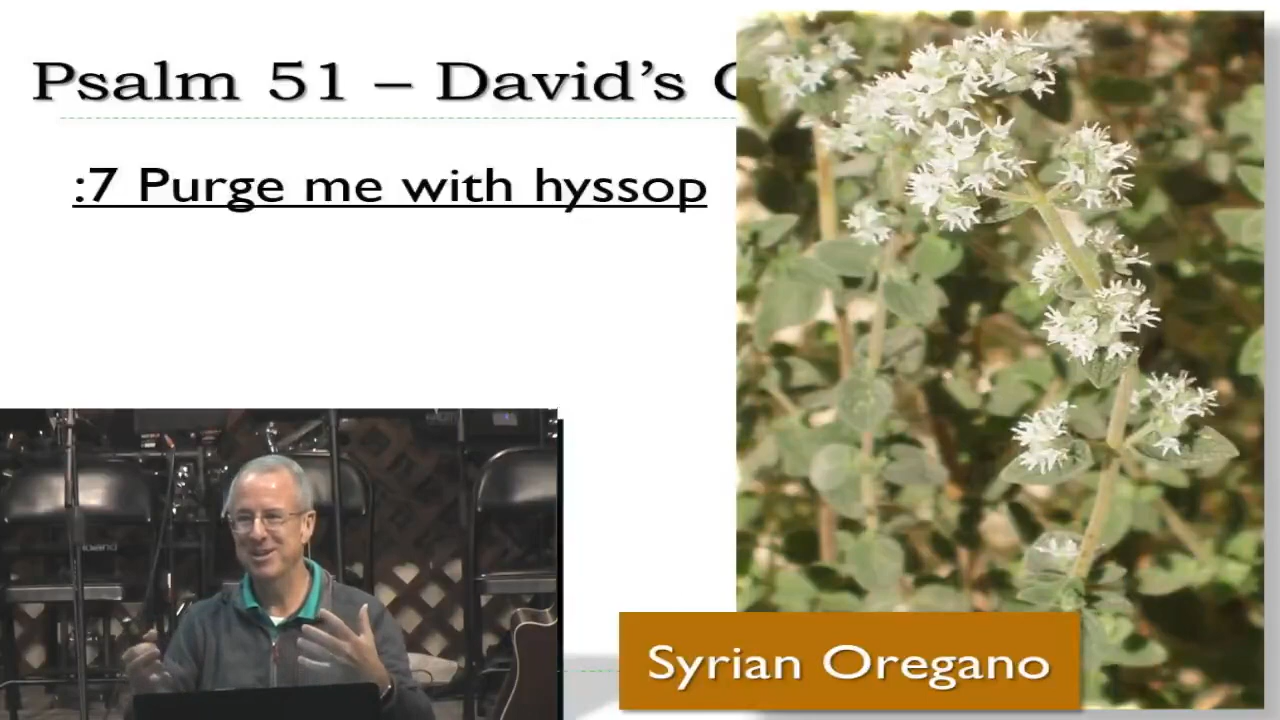 Psalm 51 – David's
:7 Purge me with hyssop
Syrian Oregano